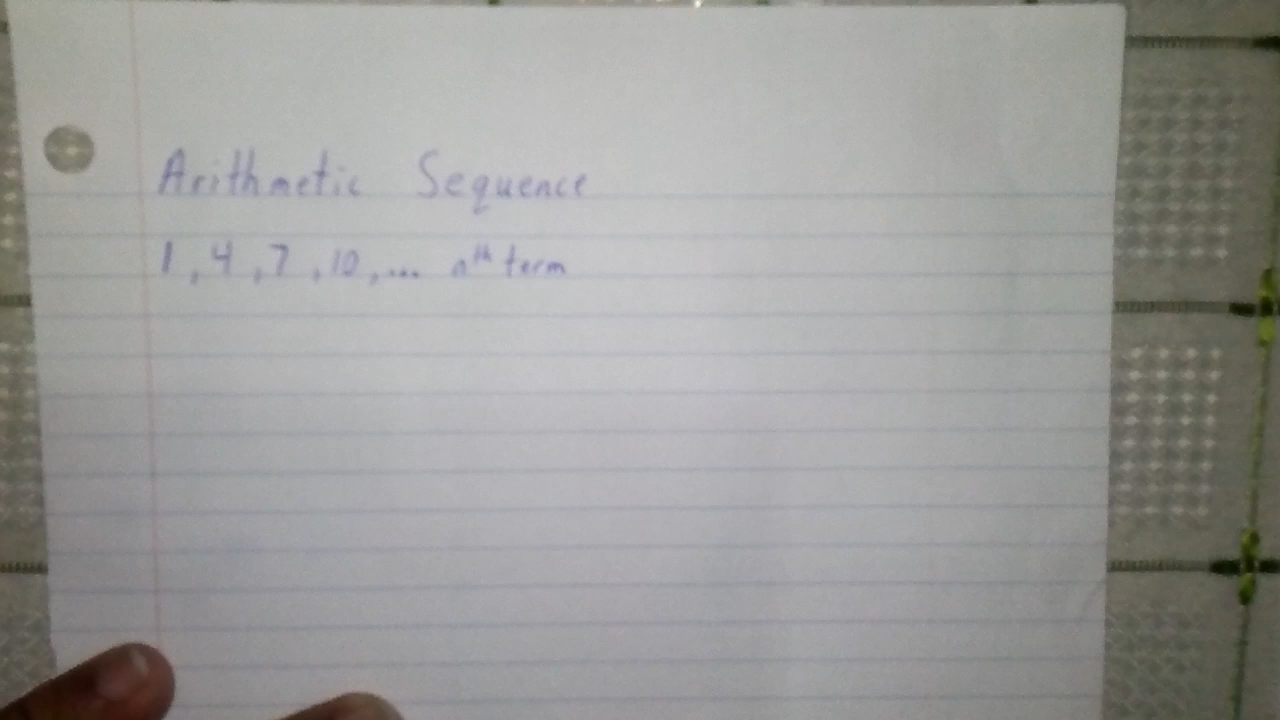 Arithmetic Sequence
1, 4, 7, 10, ... nth term